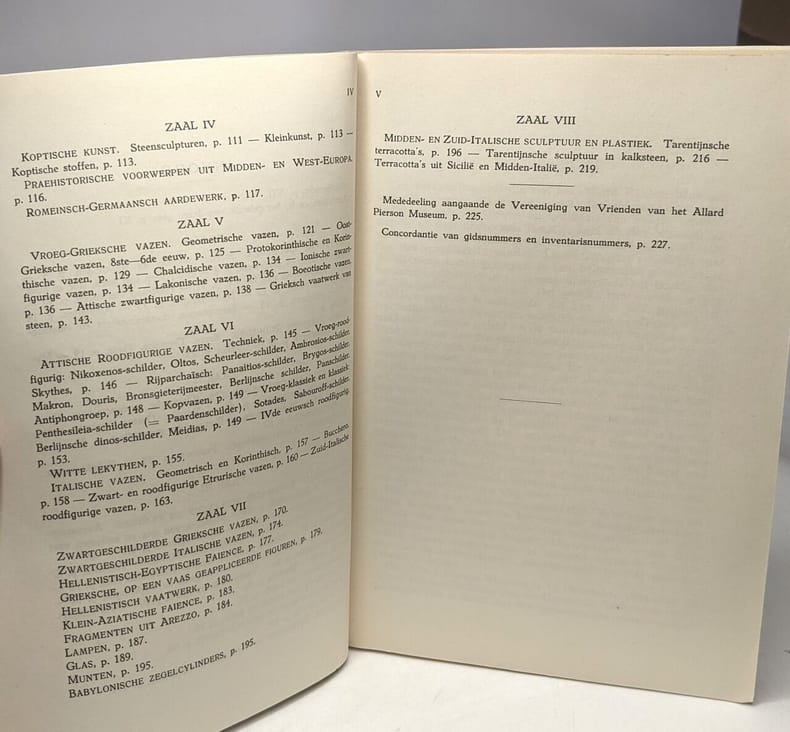 IV
ZAAL IV
KOPTISCHE KUNST. Steensculpturen, p. 111 — Kleinkunst, p. 113 —
Koptische stoffen, p. 113.
PRAEHISTORISCHE VOORWERPEN UIT MIDDEN- EN WEST-EUROPA,
p. 116.
ROMEINSCH-GERMAANSCH AARDEWERK, p. 117.
ZAAL V
VROEG-GRIEKSCHE VAZEN. Geometrische vazen, p. 121 — Oost-
Grieksche vazen, 8ste—6de eeuw, p. 125 — Protokorinthische en Korin-
thische vazen, p. 129 — Chalcidische vazen, p. 134 — Ionische zwart-
figurige vazen, p. 134 — Lakonische vazen, p. 136 — Boeotische vazen,
p. 136 — Attische zwartfigurige vazen, p. 138 — Grieksch vaatwerk van
steen, p. 143.
ZAAL VI
ATTISCHE ROODFIGURIGE VAZEN. Techniek, p. 145 — Vroeg-rood-
figurig: Nikoxenos-schilder, Oltos, Scheurleer-schilder, Ambrosios-schilder,
Skythes, p. 146 — Rijparchaïsch: Panaitios-schilder, Brygos-schilder,
Makron, Douris, Bronsgieterijmeester, Berlijnsche schilder, Panschilder,
Antiphongroep, p. 148 — Kopvazen, p. 149 — Vroeg-klassiek en klassiek:
Penthesileia-schilder (= Paardenschilder), Sotades, Sabouroff-schilder,
Berlijnsche dinos-schilder, Meidias, p. 149 — IVde eeuwsch roodfigurig,
p. 153.
WITTE LEKYTHEN, p. 155.
ITALISCHE VAZEN. Geometrisch en Korinthisch, p. 157 — Bucchero,
p. 158 — Zwart- en roodfigurige Etrurische vazen, p. 160 — Zuid-Italische
roodfigurige vazen, p. 163.
ZAAL VII
ZWARTGESCHILDERDE GRIEKSCHE VAZEN, p. 170.
ZWARTGESCHILDERDE ITALISCHE VAZEN, p. 174.
HELLENISTISCH-EGYPTISCHE FAIENCE, p. 177.
GRIEKSCHE, OP EEN VAAS GEAPPLICEERDE FIGUREN, p. 179.
HELLENISTISCH VAATWERK, p. 180.
KLEIN-AZIATISCHE FAIENCE, p. 183.
FRAGMENTEN UIT AREZZO, p. 184.
LAMPEN, p. 187.
GLAS, p. 189.
MUNTEN, p. 195.
BABYLONISCHE ZEGELCYLINDERS, p. 195.
V
ZAAL VIII
MIDDEN- EN ZUID-ITALISCHE SCULPTUUR EN PLASTIEK. Tarentijnsche
terracotta's, p. 196 — Tarentijnsche sculptuur in kalksteen, p. 216 —
Terracotta's uit Sicilië en Midden-Italië, p. 219.
Mededeeling aangaande de Vereeniging van Vrienden van het Allard
Pierson Museum, p. 225.
Concordantie van gidsnummers en inventarisnummers, p. 227.